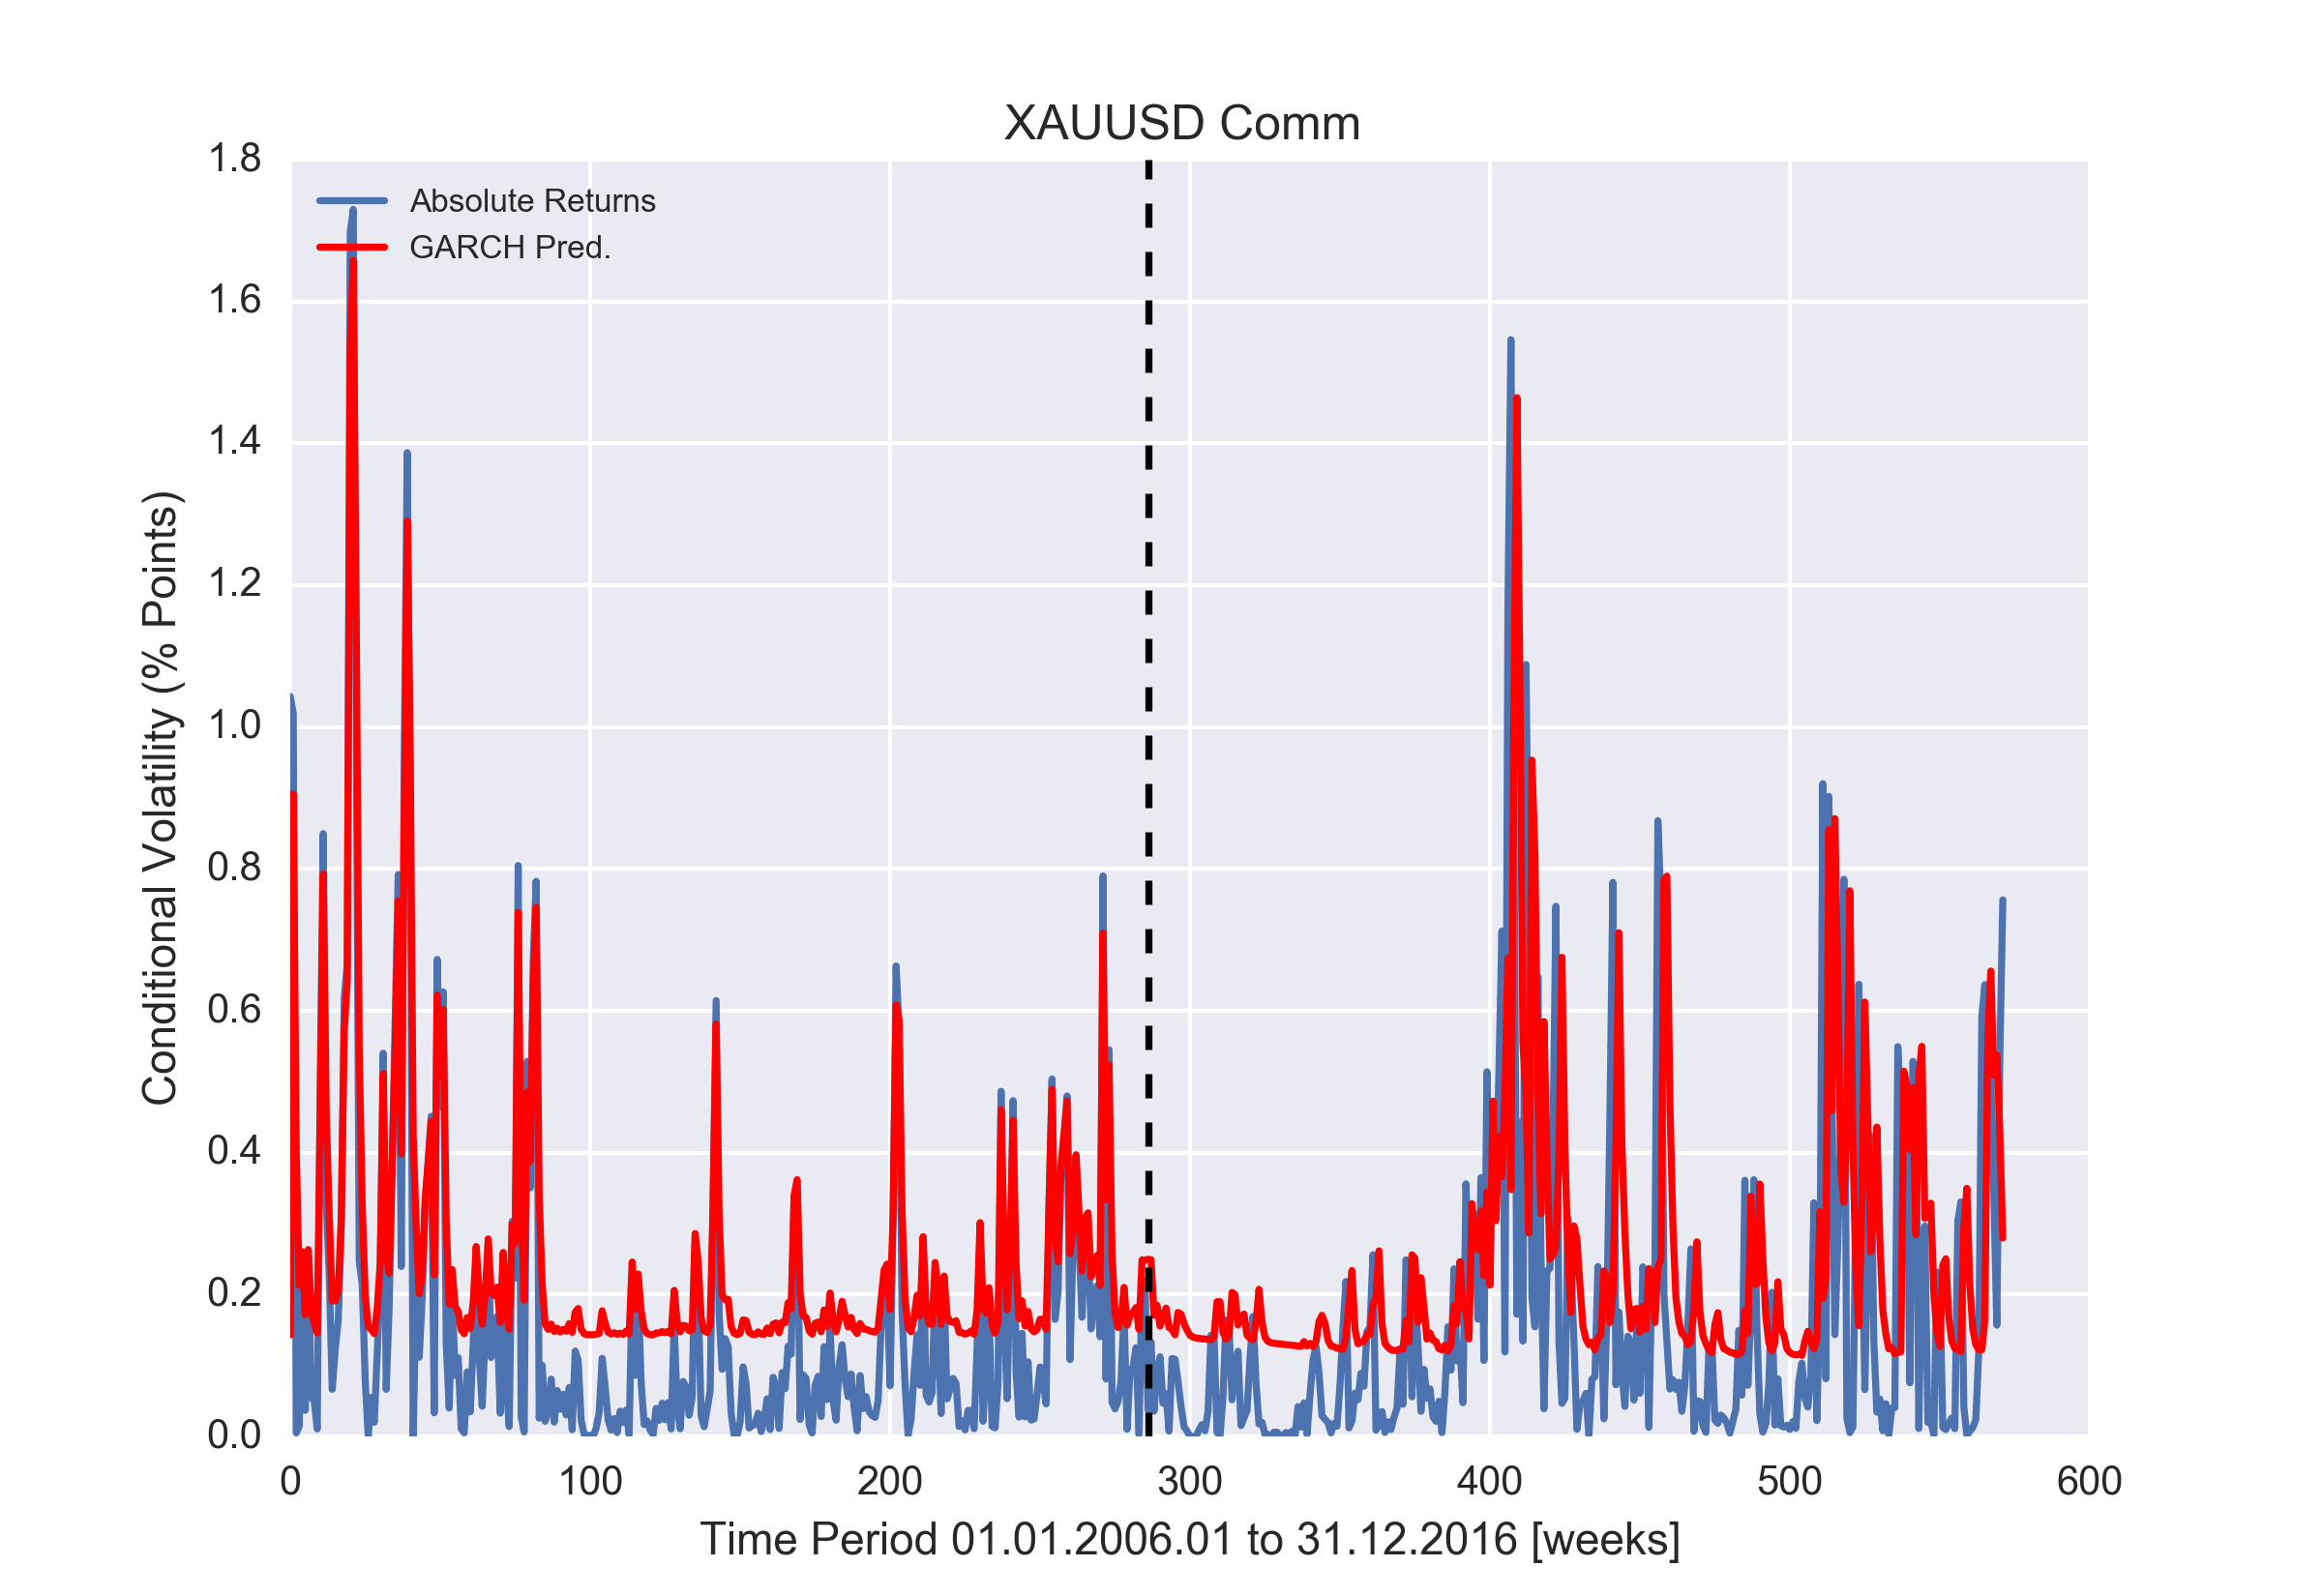 XAUUSD Comm
Absolute Returns
GARCH Pred.
Conditional Volatility (% Points)
1.8
1.6
1.4
1.2
1.0
0.8
0.6
0.4
0.2
0.0
0 100 200 300 400 500 600
Time Period 01.01.2006.01 to 31.12.2016 [weeks]